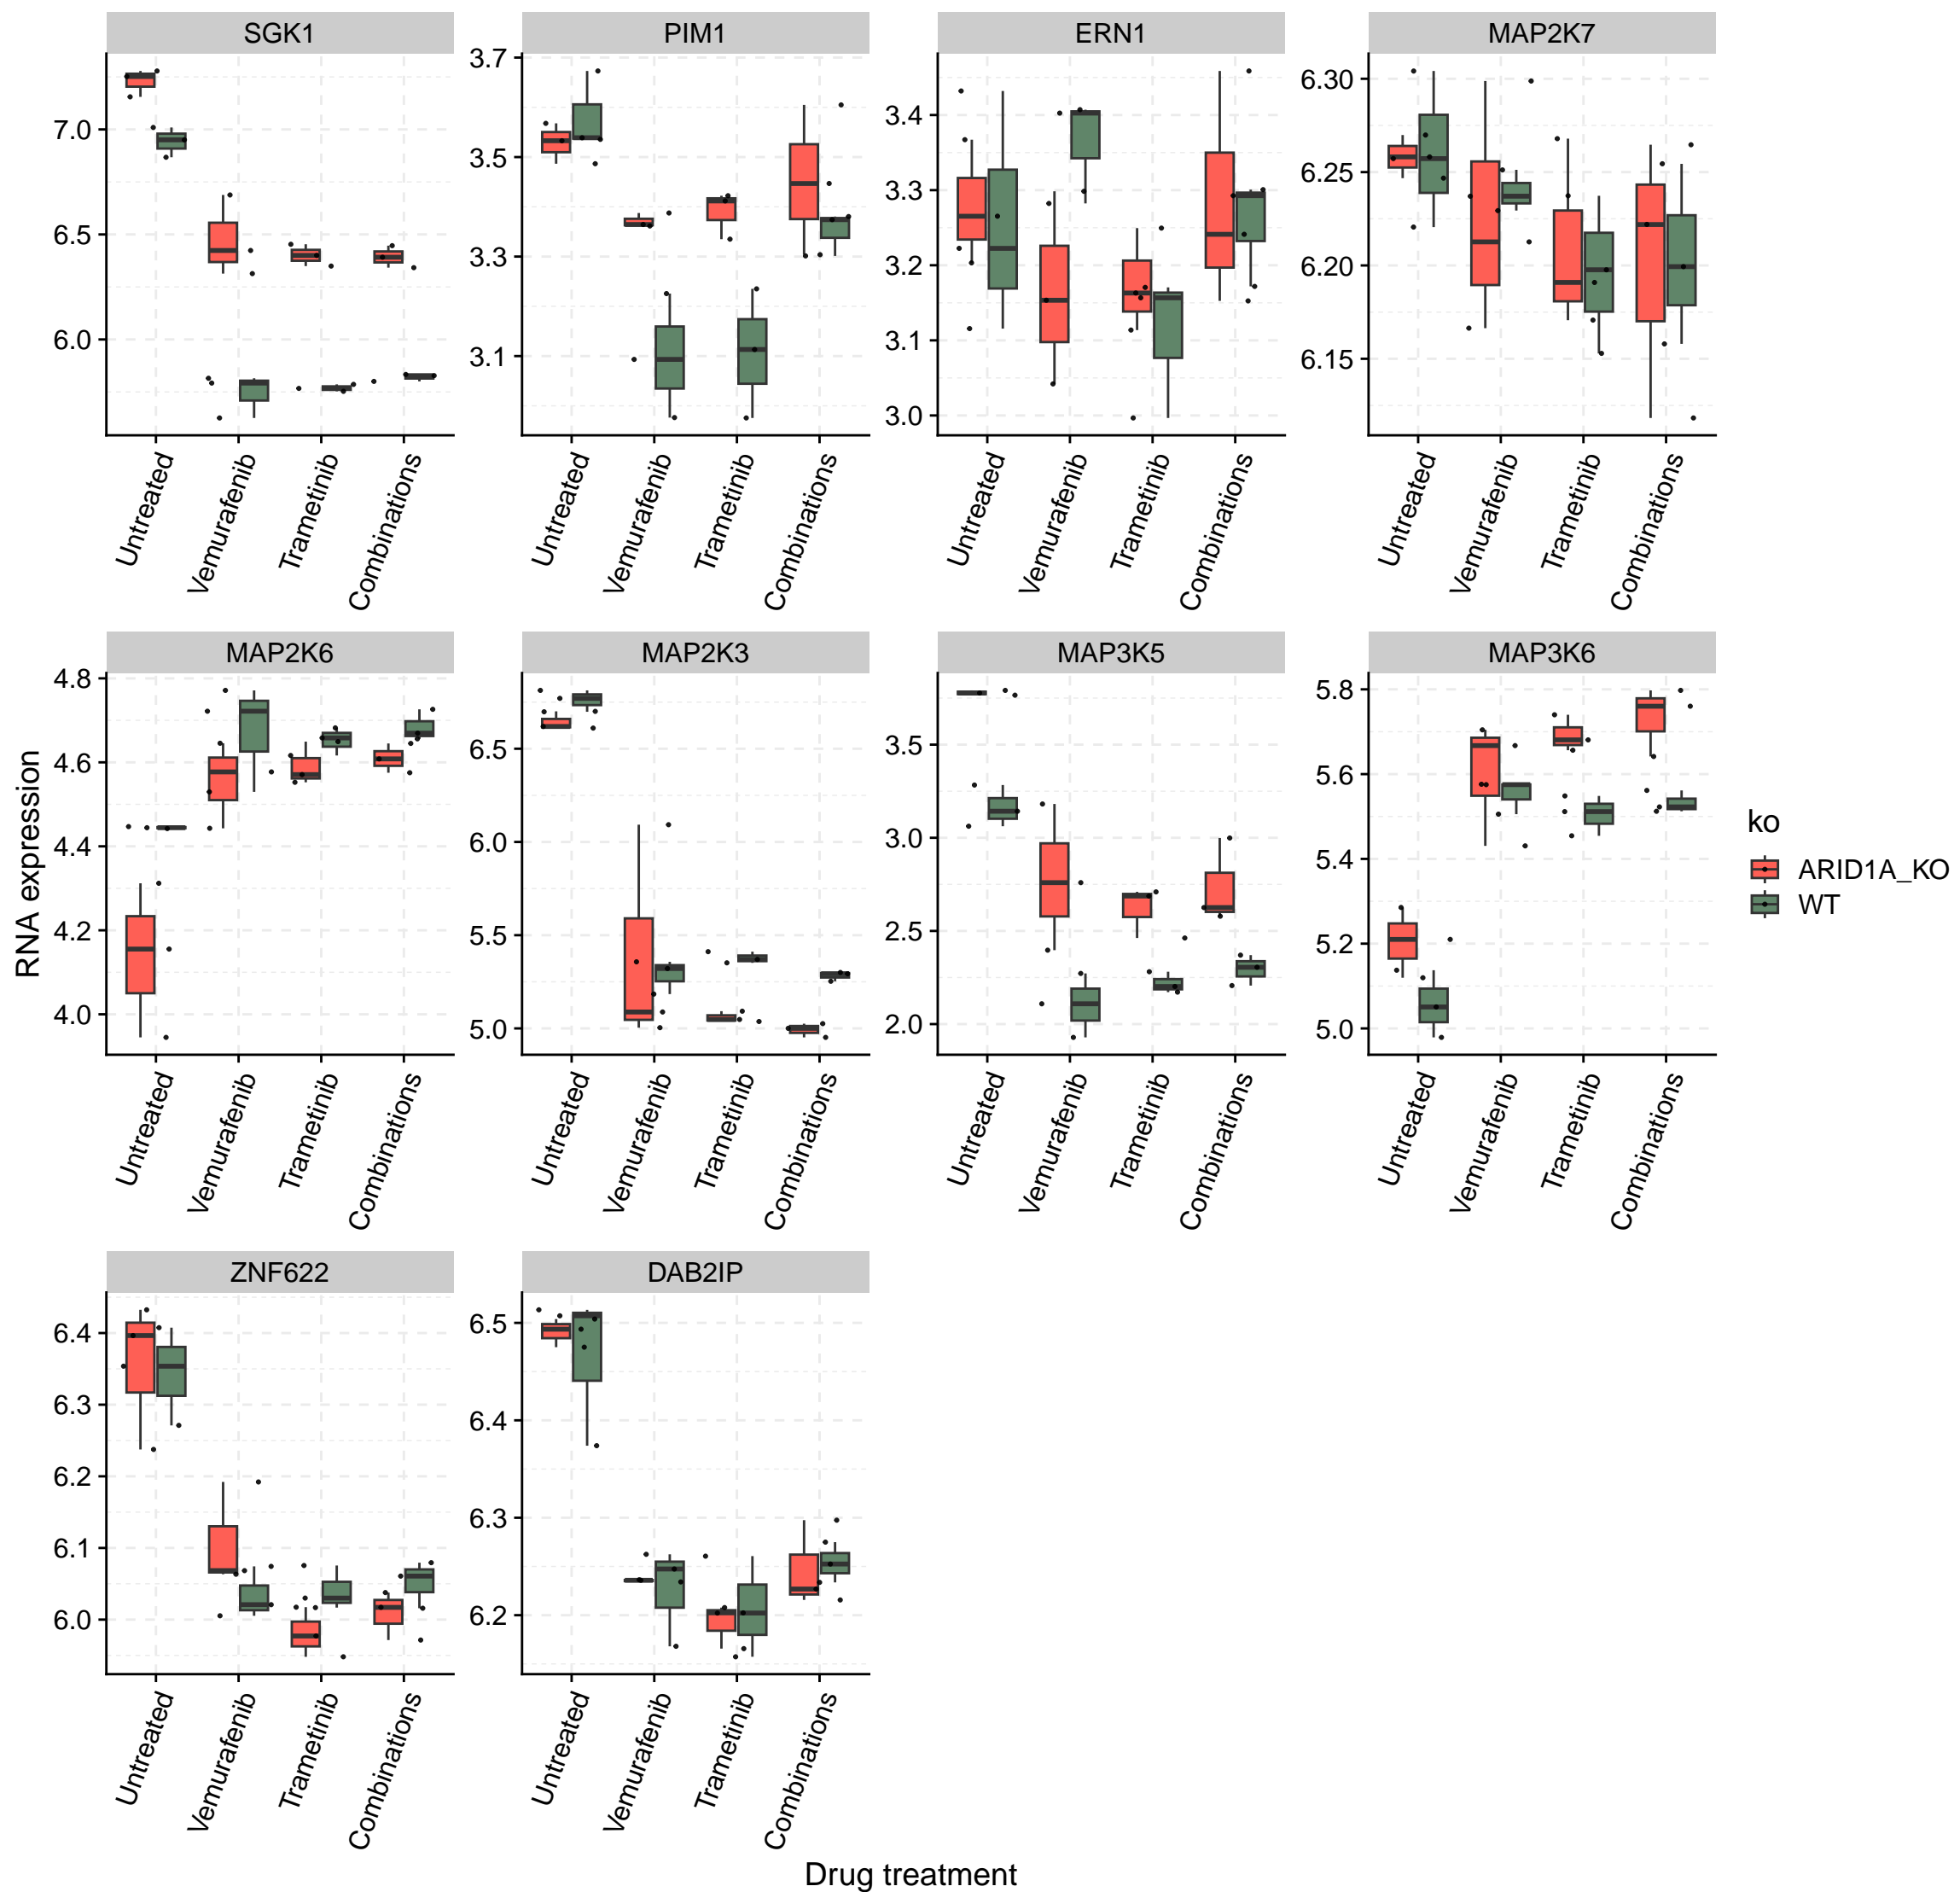 SGK1 PIM1 ERN1 MAP2K7
7.0
6.5
6.0
3.7
3.5
3.3
3.1
3.4
3.3
3.2
3.1
3.0
6.30
6.25
6.20
6.15
Untreated Vemurafenib Trametinib Combinations
Untreated Vemurafenib Trametinib Combinations
Untreated Vemurafenib Trametinib Combinations
Untreated Vemurafenib Trametinib Combinations
RNA expression
MAP2K6 MAP2K3 MAP3K5 MAP3K6
4.8
4.6
4.4
4.2
4.0
6.5
6.0
5.5
5.0
3.5
3.0
2.5
2.0
5.8
5.6
5.4
5.2
5.0
Untreated Vemurafenib Trametinib Combinations
Untreated Vemurafenib Trametinib Combinations
Untreated Vemurafenib Trametinib Combinations
Untreated Vemurafenib Trametinib Combinations
ko
ARID1A_KO
WT
ZNF622 DAB2IP
6.4
6.3
6.2
6.1
6.0
6.5
6.4
6.3
6.2
Untreated Vemurafenib Trametinib Combinations
Untreated Vemurafenib Trametinib Combinations
Drug treatment